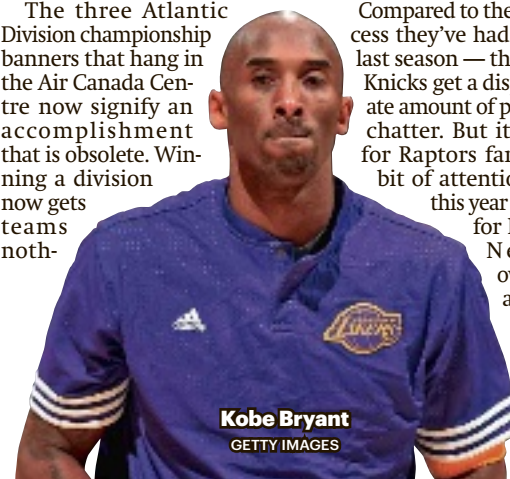 The three Atlantic
Division championship
banners that hang in
the Air Canada Cen-
tre now signify an
accomplishment
that is obsolete. Win-
ning a division
now gets
teams
noth-
Compared to the
cess they've had
last season — th
Knicks get a dis
ate amount of p
chatter. But it
for Raptors fan
bit of attentio
this year
for
Ne
ov
a
LAKERS
Kobe Bryant
GETTY IMAGES